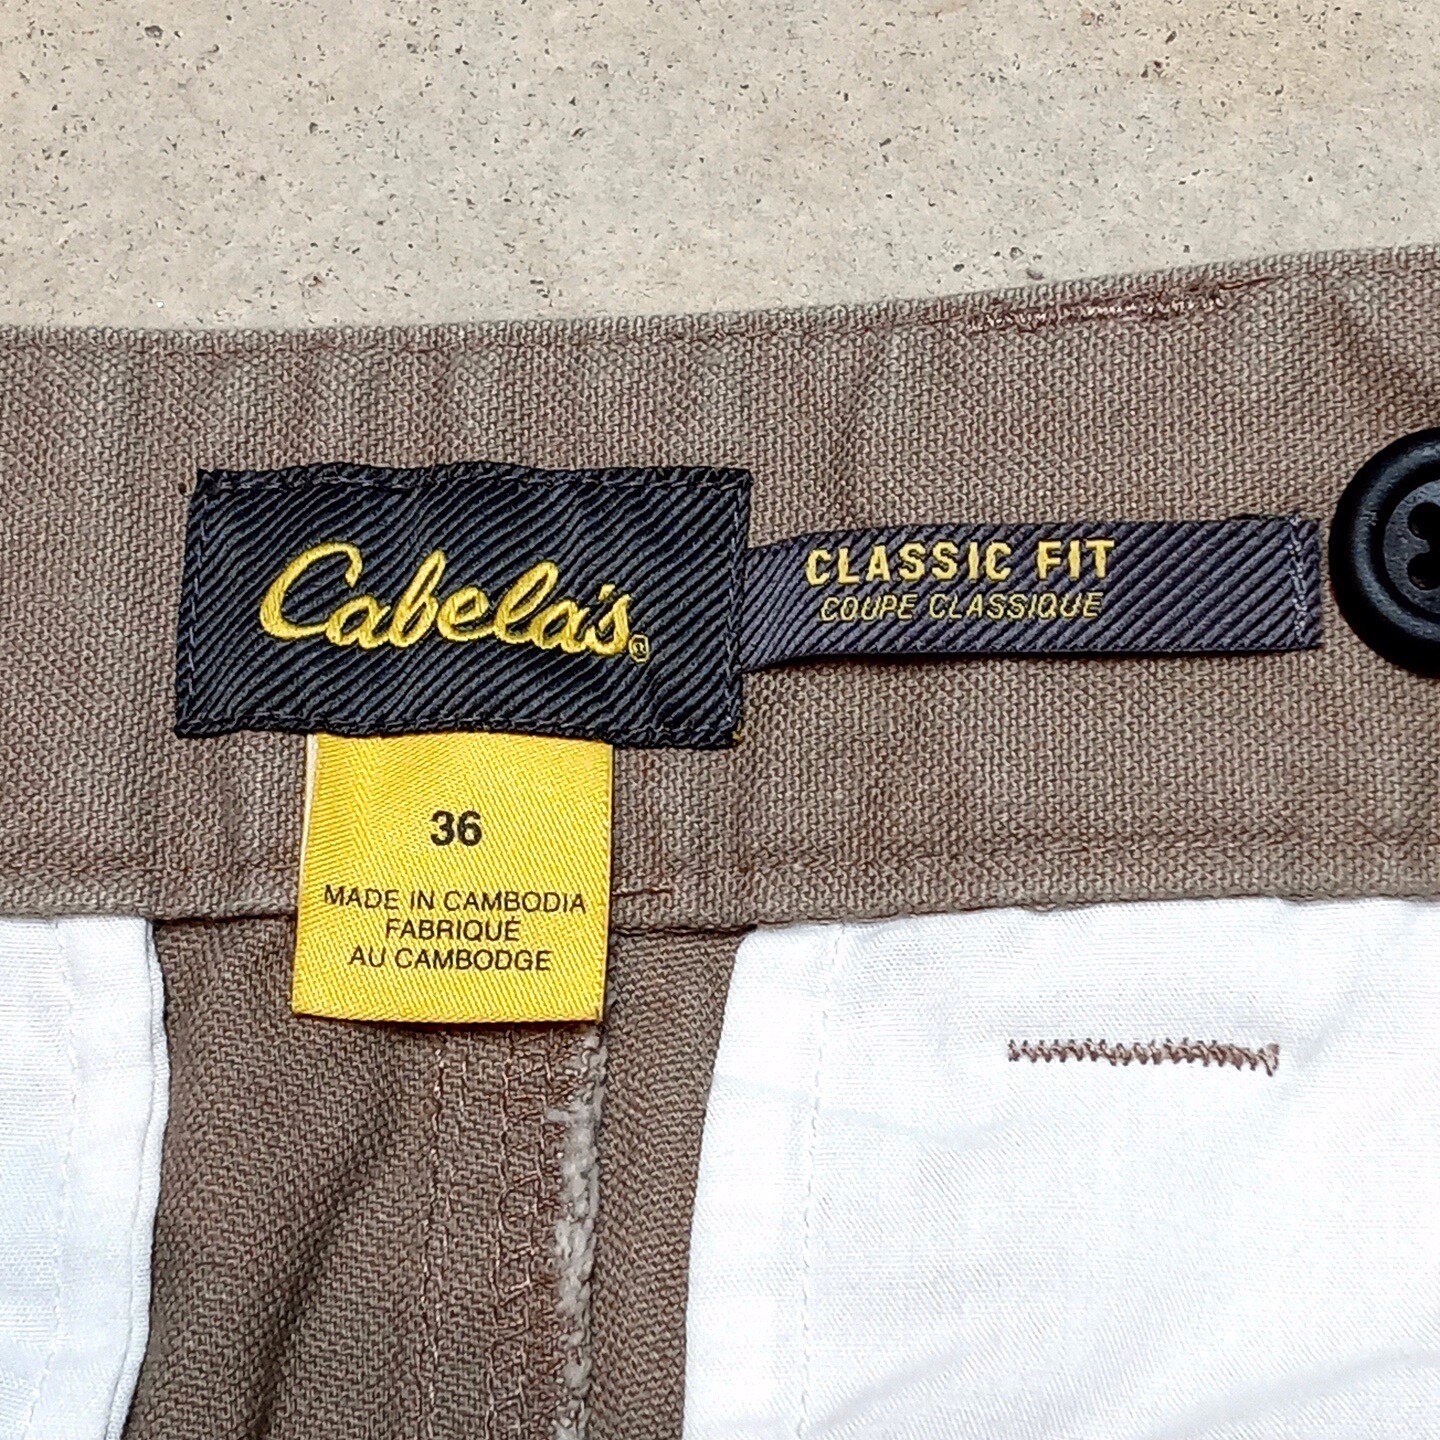 Cabela's®
CLASSIC FIT
COUPE CLASSIQUE
36
MADE IN CAMBODIA
FABRIQUÉ
AU CAMBODGE